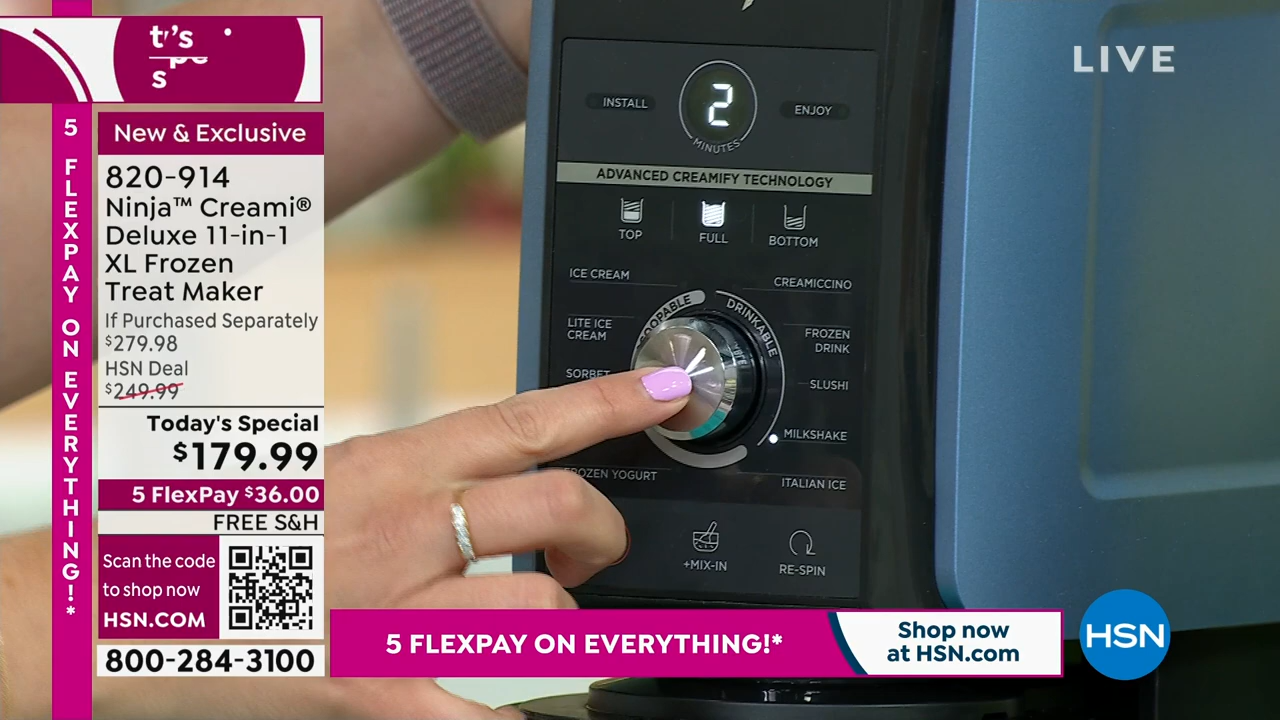 t's
s
5 FLEXPAY ON EVERYTHING!*
New & Exclusive
820-914
Ninja™ Creami®
Deluxe 11-in-1
XL Frozen
Treat Maker
If Purchased Separately
$279.98
HSN Deal
$249.99
Today's Special
$179.99
5 FlexPay $36.00
FREE S&H
Scan the code
to shop now
HSN.COM
800-284-3100
LIVE
INSTALL
2
MINUTES
ENJOY
ADVANCED CREAMIFY TECHNOLOGY
TOP
FULL
BOTTOM
ICE CREAM
CREAMICCINO
DRINKABLE
LITE ICE
CREAM
FROZEN
DRINK
SORBET
SLUSHI
MILKSHAKE
FROZEN YOGURT
ITALIAN ICE
+MIX-IN
RE-SPIN
5 FLEXPAY ON EVERYTHING!*
Shop now
at HSN.com
HSN